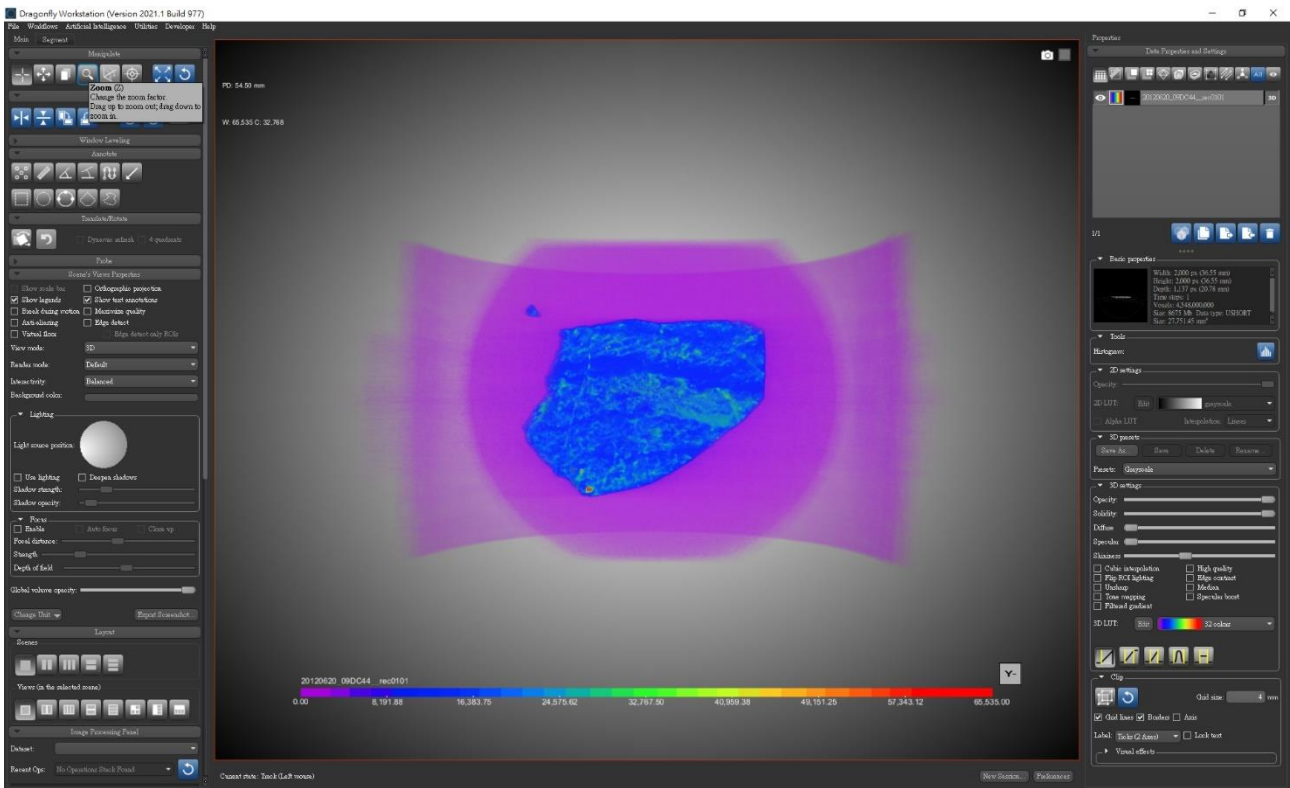 Dragonfly Workstation (Version 2021.1 Build 977)
File Workflows Artificial Intelligence Utilities Developer Help
Main Segment
Manipulate
Zoom (Z)
Change the zoom factor.
Drag up to zoom out; drag down to
zoom in.
Window Leveling
Annotate
Translate/Rotate
Dynamic refresh 4 quadrants
Probe
Scene's Views Properties
Show scale bar Orthographic projection
Show legends Show text annotations
Break during motion Maximize quality
Anti-aliasing Edge detect
Virtual floor Edge detect only ROIs
View mode: 3D
Render mode: Default
Interactivity Balanced
Background color:
Lighting
Light source position:
Use lighting Deepen shadows
Shadow strength:
Shadow opacity:
Focus
Enable Auto focus Close up
Focal distance:
Strength
Depth of field
Global volume opacity:
Change Unit Export Screenshot...
Layout
Scenes
Views (in the selected scene)
Image Processing Panel
Dataset:
Recent Ops: No Operations Stack Found
PD: 54.50 mm
W: 65,535 C: 32,768
Y-
20120620_09DC44__rec0101
0.00 8,191.88 16,383.75 24,575.62 32,767.50 40,959.38 49,151.25 57,343.12 65,535.00
Current state: Track (Left mouse)
New Session... Preferences
Properties
Data Properties and Settings
All
20120620_09DC44__rec0101 3D
1/1
Basic properties
Width: 2,000 px (36.55 mm)
Height: 2,000 px (36.55 mm)
Depth: 1,137 px (20.78 mm)
Time steps: 1
Voxels: 4,548,000,000
Size: 8675 Mb Data type: USHORT
Size: 27,751.45 mm³
Tools
Histogram:
2D settings
Opacity:
2D LUT: Edit grayscale
Alpha LUT Interpolation: Linear
3D presets
Save As... Save Delete Rename...
Presets: Grayscale
3D settings
Opacity:
Solidity:
Diffuse
Specular
Shininess
Cubic interpolation High quality
Flip ROI lighting Edge contrast
Unsharp Median
Tone mapping Specular boost
Filtered gradient
3D LUT: Edit 32 colour
Clip
Grid size: 4 mm
Grid lines Borders Axis
Label: Ticks (2 Axes) Lock text
Visual effects